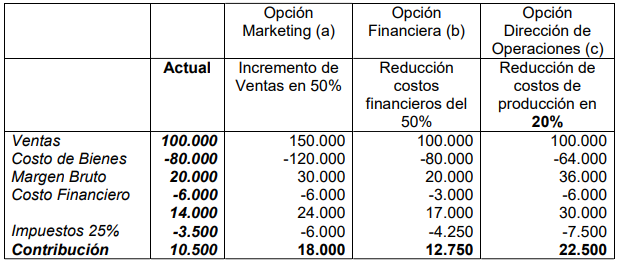 Opción Opción Opción
Marketing (a) Financiera (b) Dirección de
Operaciones (c)
Actual Incremento de Reducción Reducción de
Ventas en 50% costos costos de
financieros del producción en
50% 20%
Ventas 100.000 150.000 100.000 100.000
Costo de Bienes -80.000 -120.000 -80.000 -64.000
Margen Bruto 20.000 30.000 20.000 36.000
Costo Financiero -6.000 -6.000 -3.000 -6.000
14.000 24.000 17.000 30.000
Impuestos 25% -3.500 -6.000 -4.250 -7.500
Contribución 10.500 18.000 12.750 22.500